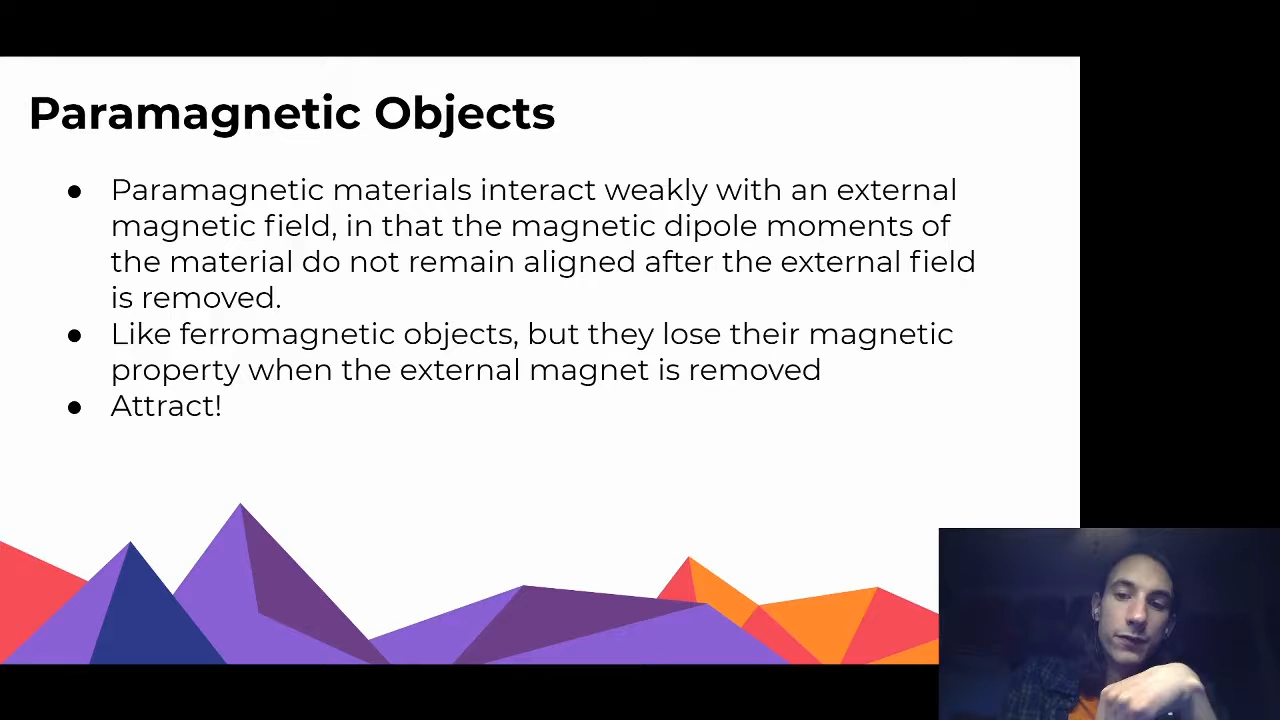 Paramagnetic Objects
● Paramagnetic materials interact weakly with an external
magnetic field, in that the magnetic dipole moments of
the material do not remain aligned after the external field
is removed.
● Like ferromagnetic objects, but they lose their magnetic
property when the external magnet is removed
● Attract!